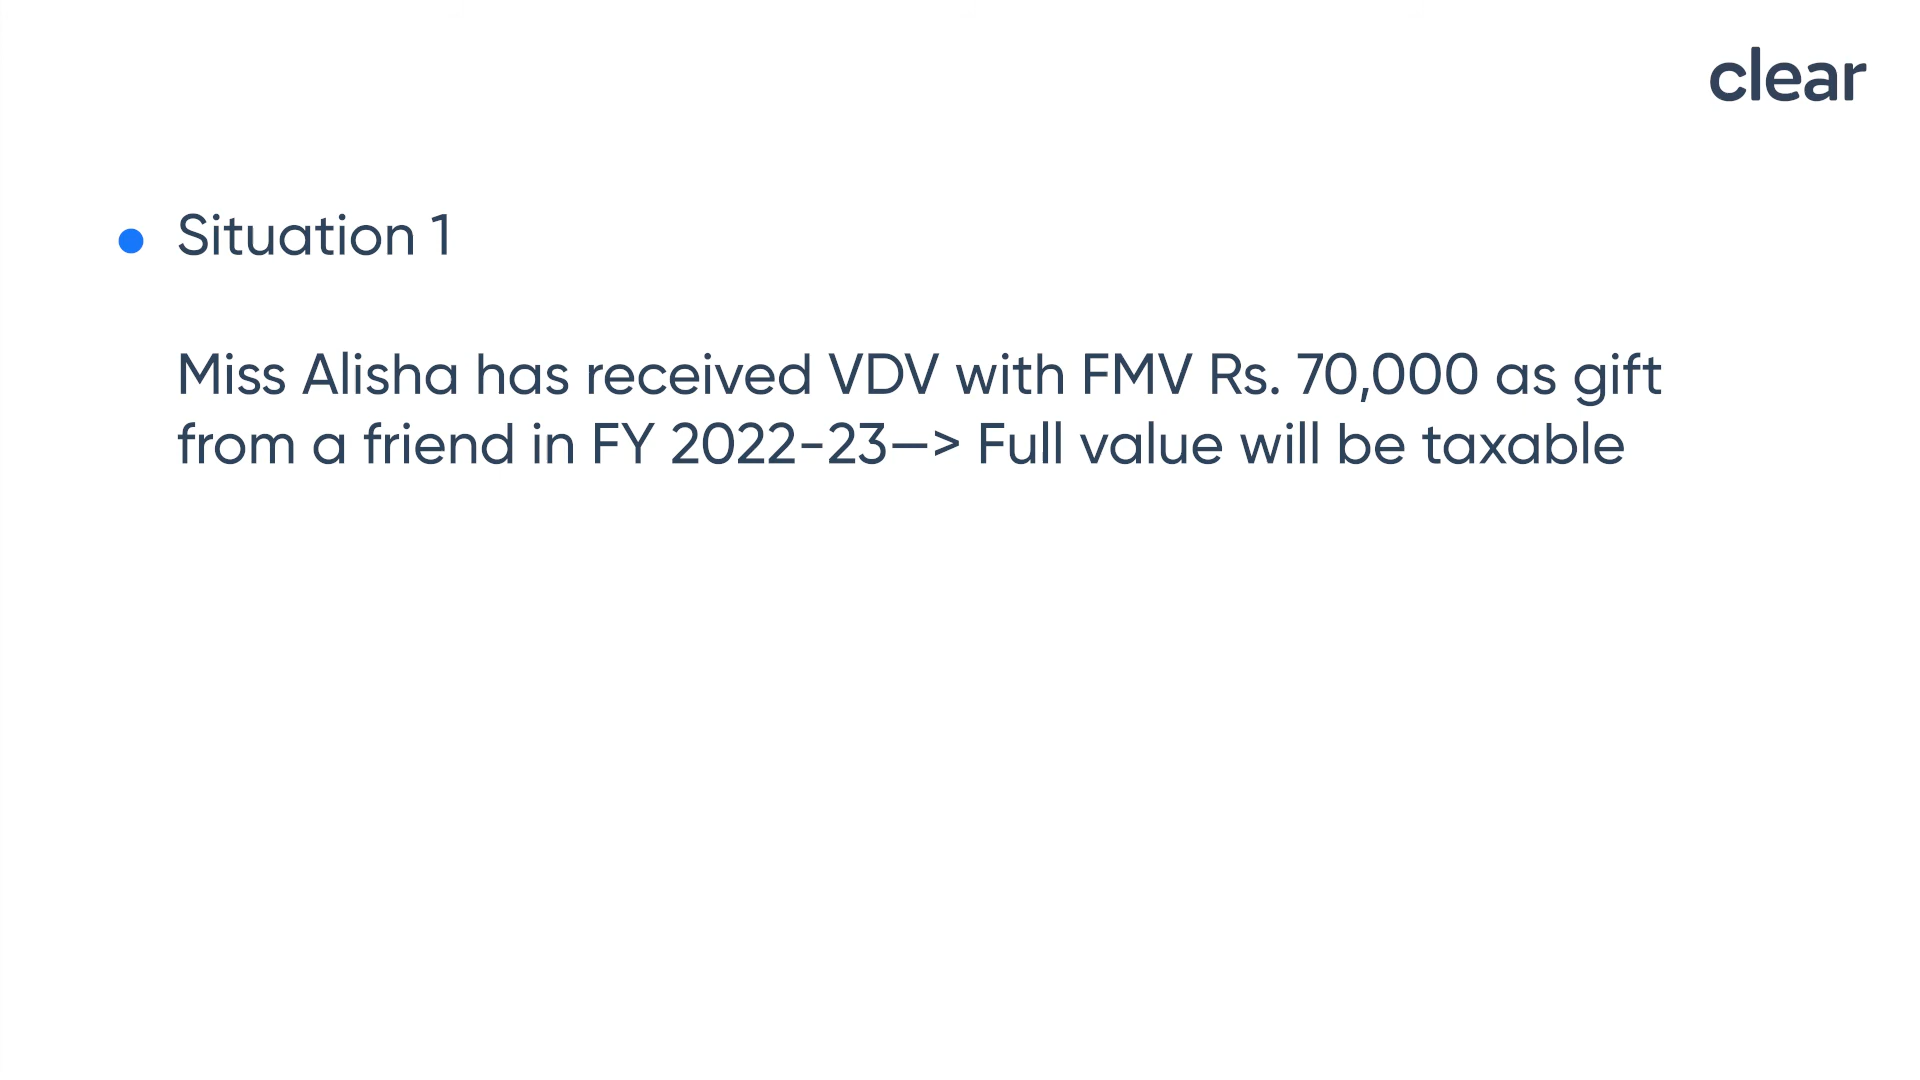 clear
Situation 1
Miss Alisha has received VDV with FMV Rs. 70,000 as gift
from a friend in FY 2022-23—> Full value will be taxable